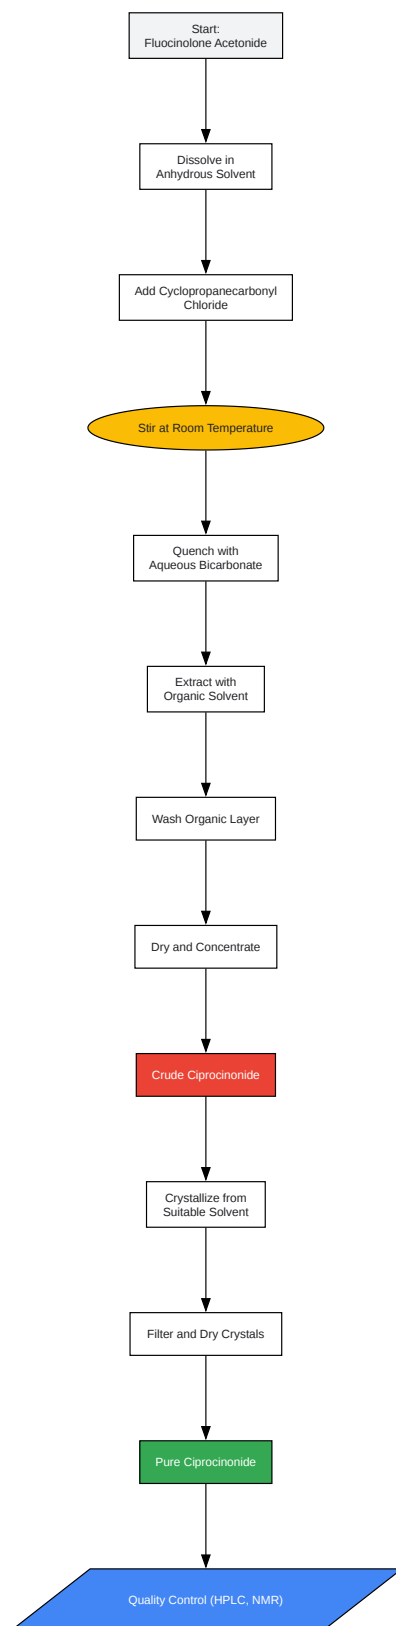 Start:
Fluocinolone Acetonide
Dissolve in
Anhydrous Solvent
Add Cyclopropanecarbonyl
Chloride
Stir at Room Temperature
Quench with
Aqueous Bicarbonate
Extract with
Organic Solvent
Wash Organic Layer
Dry and Concentrate
Crude Ciprocinonide
Crystallize from
Suitable Solvent
Filter and Dry Crystals
Pure Ciprocinonide
Quality Control (HPLC, NMR)